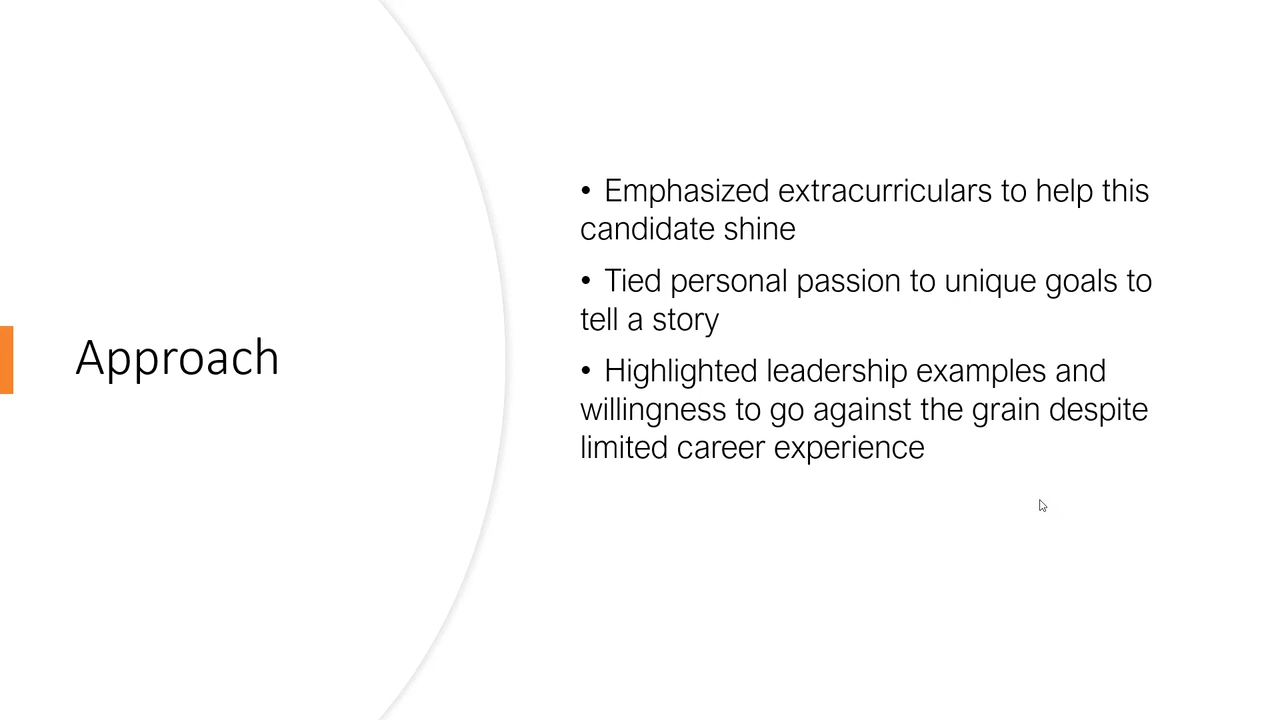 Approach
• Emphasized extracurriculars to help this
candidate shine
• Tied personal passion to unique goals to
tell a story
• Highlighted leadership examples and
willingness to go against the grain despite
limited career experience